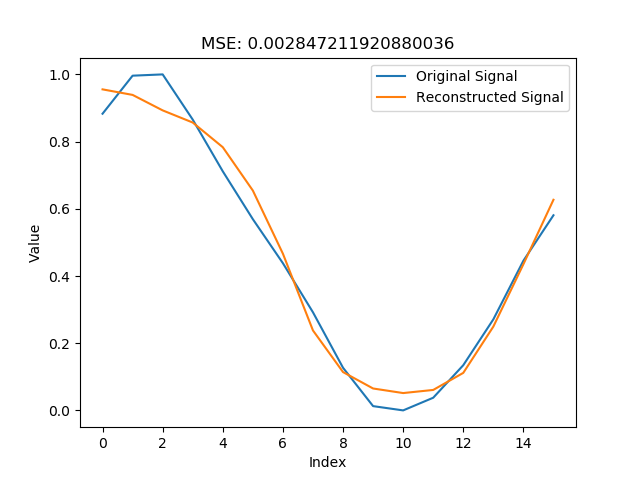 MSE: 0.002847211920880036
Original Signal
Reconstructed Signal
1.0
0.8
0.6
0.4
0.2
0.0
Value
0 2 4 6 8 10 12 14
Index